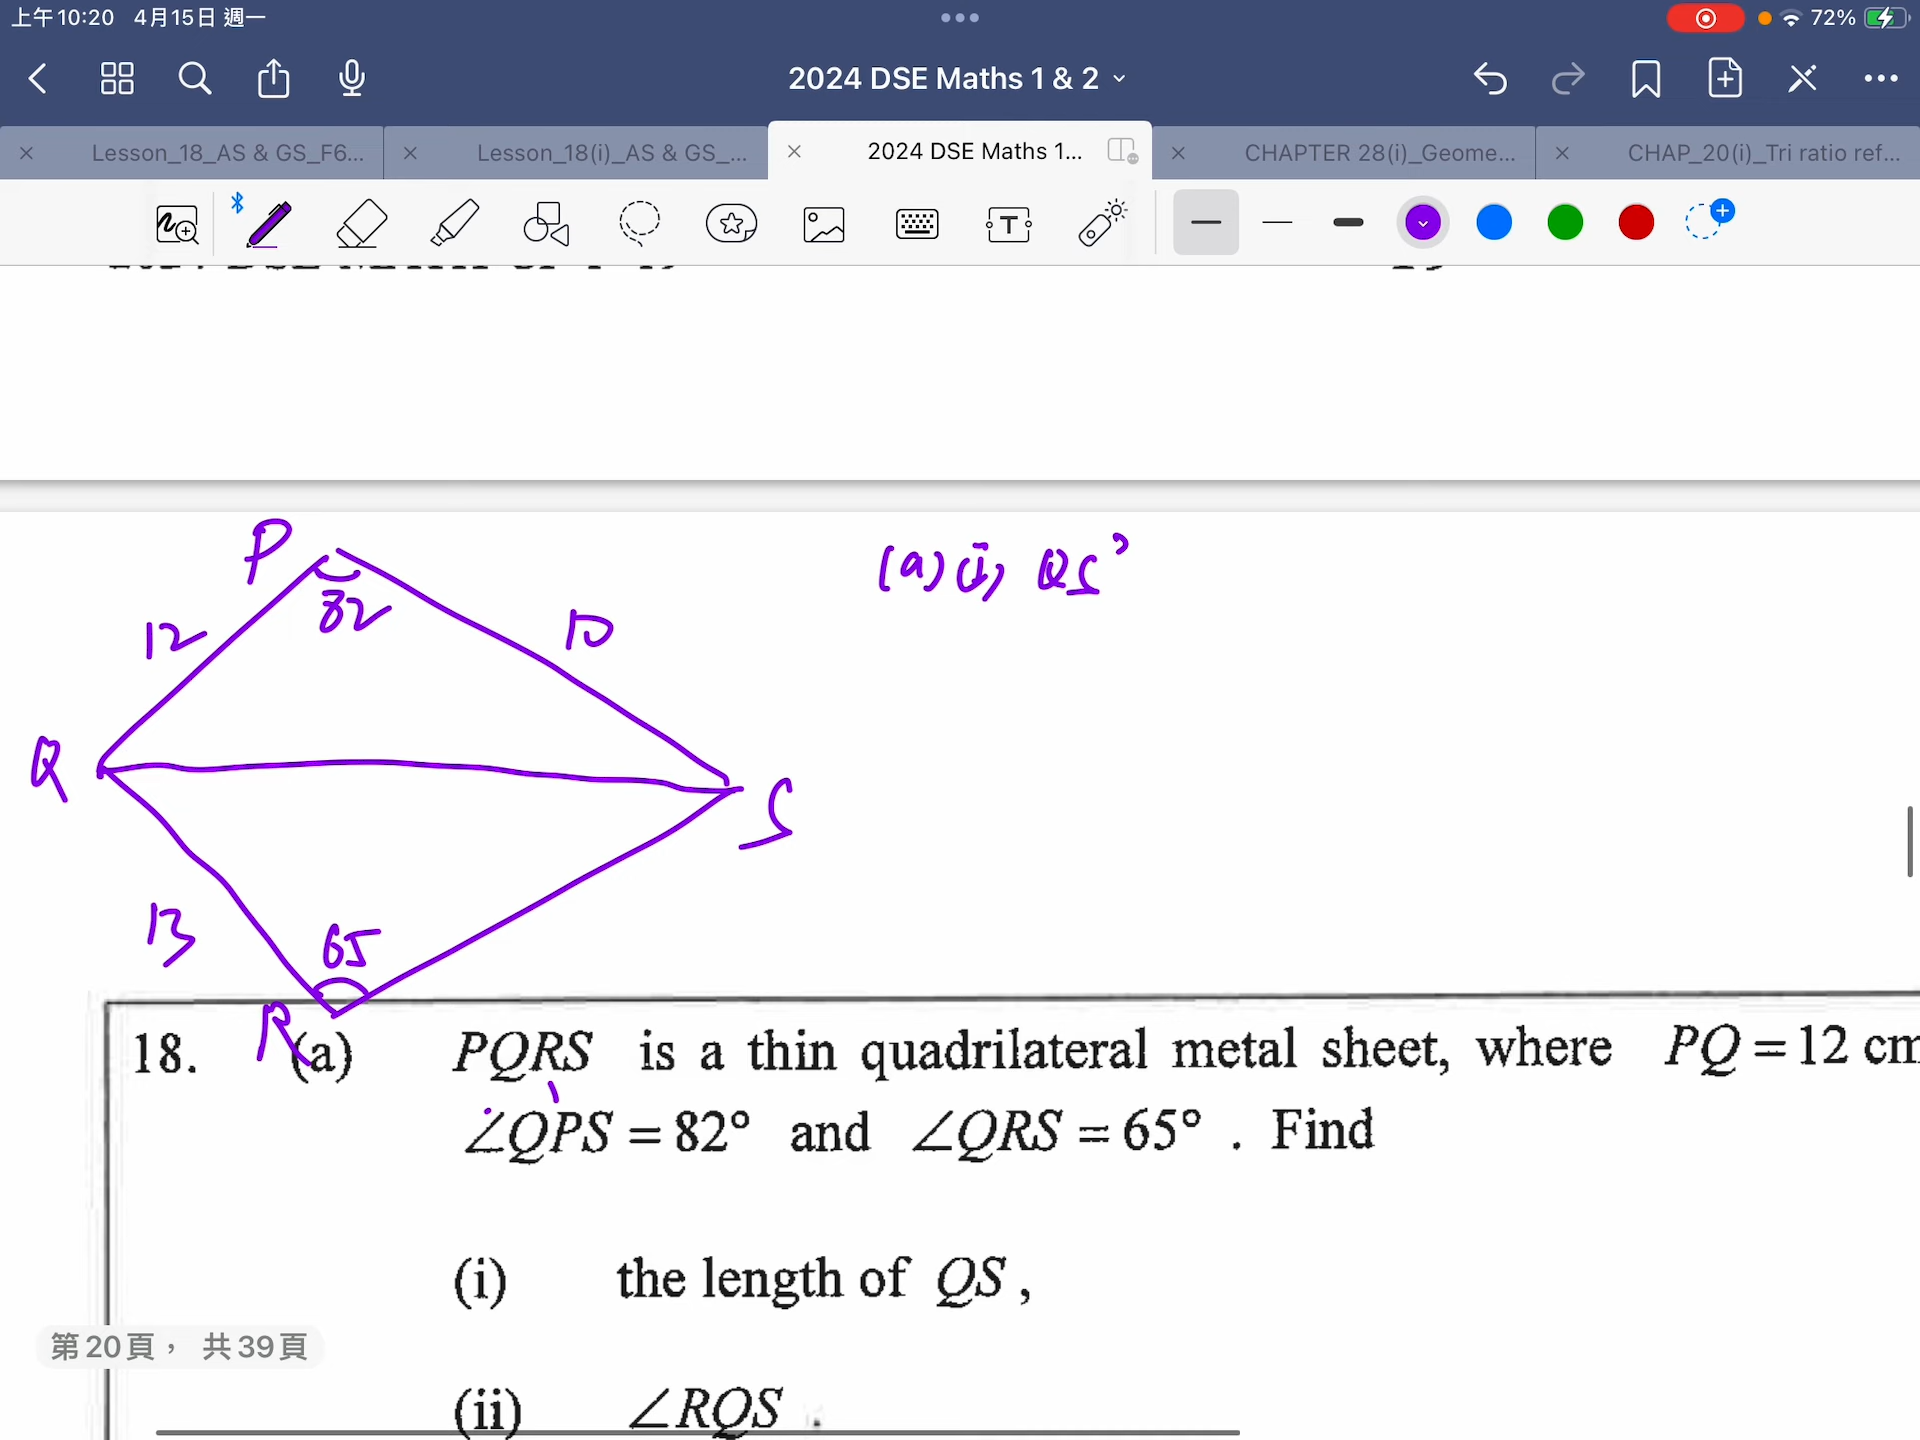 上午10:20 4月15日 週一
72%
2024 DSE Maths 1 & 2
Lesson_18_AS & GS_F6...
Lesson_18(i)_AS & GS_...
2024 DSE Maths 1...
CHAPTER 28(i)_Geome...
CHAP_20(i)_Tri ratio ref...
P
82
12
10
(a)(i) QS²
Q
S
13
65
R
18. (a) PQRS is a thin quadrilateral metal sheet, where PQ = 12 cm
∠QPS = 82° and ∠QRS = 65° . Find
(i) the length of QS ,
第20頁， 共39頁
(ii) ∠RQS .